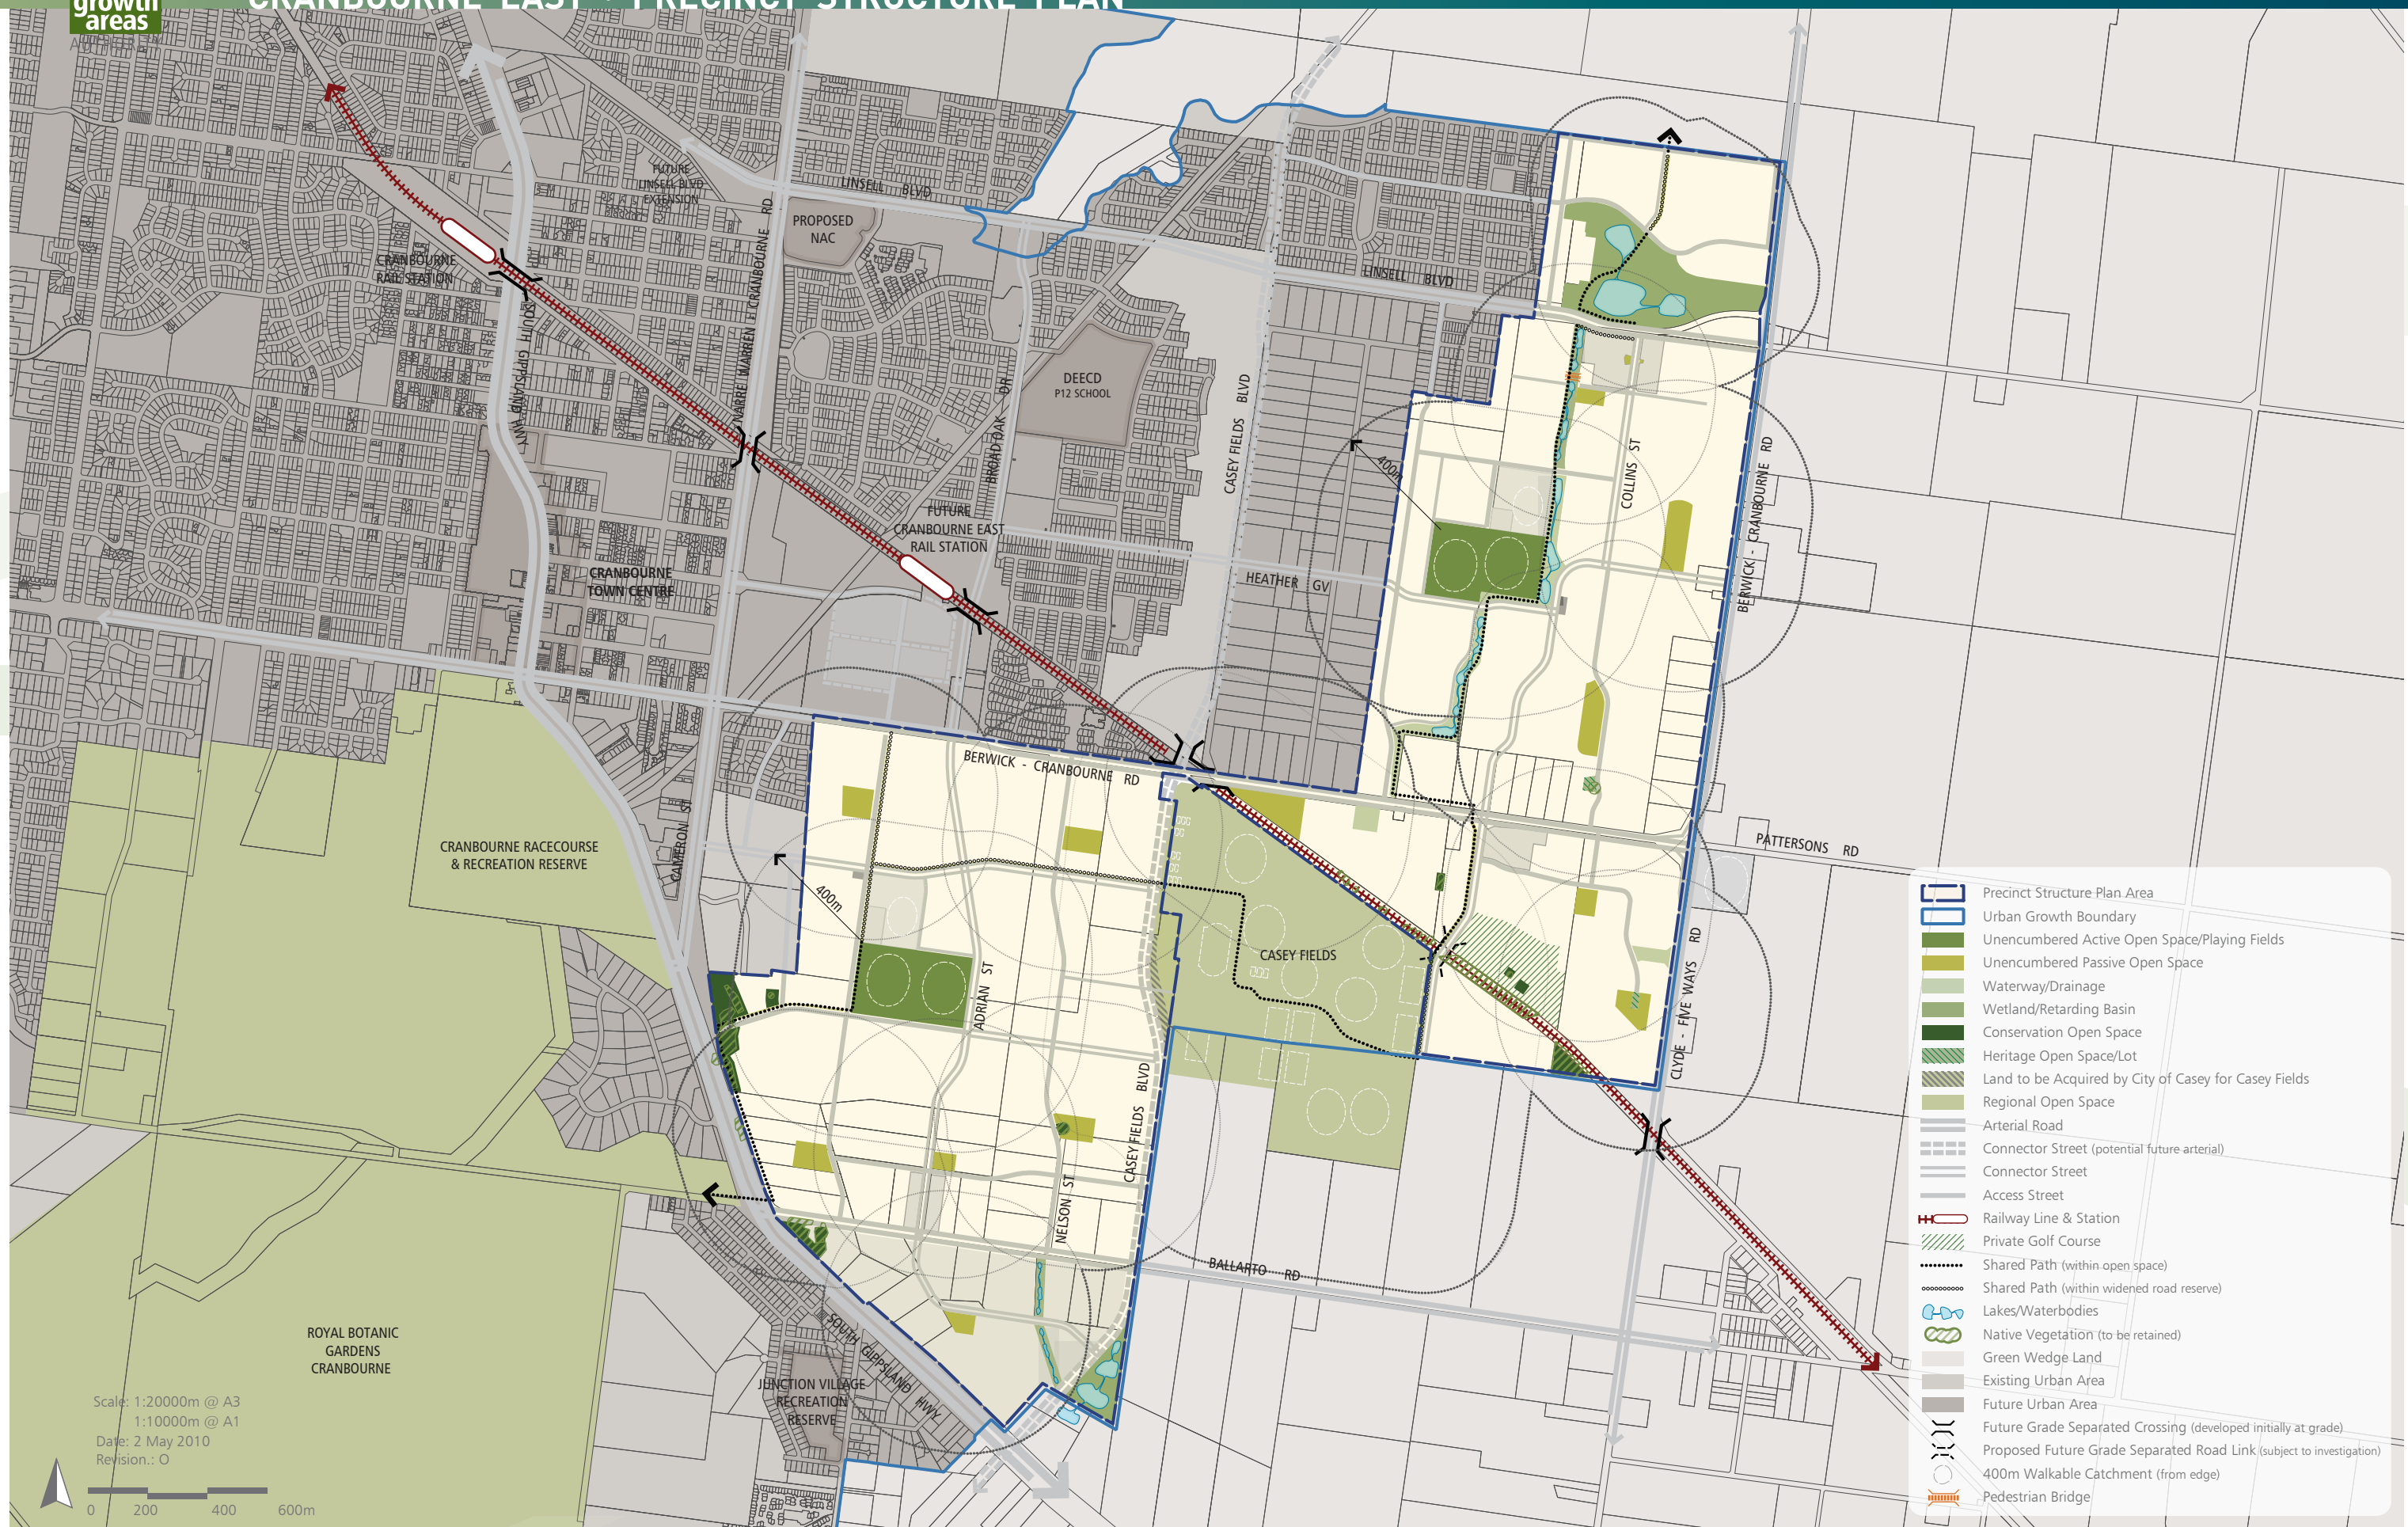 growth
areas
CRANBOURNE EAST - PRECINCT STRUCTURE PLAN
FUTURE
LINSELL BLVD
EXTENSION
LINSELL BLVD
PROPOSED
NAC
CRANBOURNE
RAIL STATION
SOUTH GIPPSLAND HWY
NARRE WARREN - CRANBOURNE RD
LINSELL BLVD
DEECD
P12 SCHOOL
BROAD OAK DR
CASEY FIELDS BLVD
COLLINS ST
BERWICK - CRANBOURNE RD
400m
FUTURE
CRANBOURNE EAST
RAIL STATION
CRANBOURNE
TOWN CENTRE
HEATHER GV
BERWICK - CRANBOURNE RD
CAMERON ST
CRANBOURNE RACECOURSE
& RECREATION RESERVE
PATTERSONS RD
400m
ADRIAN ST
CASEY FIELDS
CLYDE - FIVE WAYS RD
CASEY FIELDS BLVD
NELSON ST
BALLARTO RD
ROYAL BOTANIC
GARDENS
CRANBOURNE
SOUTH GIPPSLAND HWY
JUNCTION VILLAGE
RECREATION
RESERVE
Scale: 1:20000m @ A3
1:10000m @ A1
Date: 2 May 2010
Revision.: O
0 200 400 600m
Precinct Structure Plan Area
Urban Growth Boundary
Unencumbered Active Open Space/Playing Fields
Unencumbered Passive Open Space
Waterway/Drainage
Wetland/Retarding Basin
Conservation Open Space
Heritage Open Space/Lot
Land to be Acquired by City of Casey for Casey Fields
Regional Open Space
Arterial Road
Connector Street (potential future arterial)
Connector Street
Access Street
Railway Line & Station
Private Golf Course
Shared Path (within open space)
Shared Path (within widened road reserve)
Lakes/Waterbodies
Native Vegetation (to be retained)
Green Wedge Land
Existing Urban Area
Future Urban Area
Future Grade Separated Crossing (developed initially at grade)
Proposed Future Grade Separated Road Link (subject to investigation)
400m Walkable Catchment (from edge)
Pedestrian Bridge